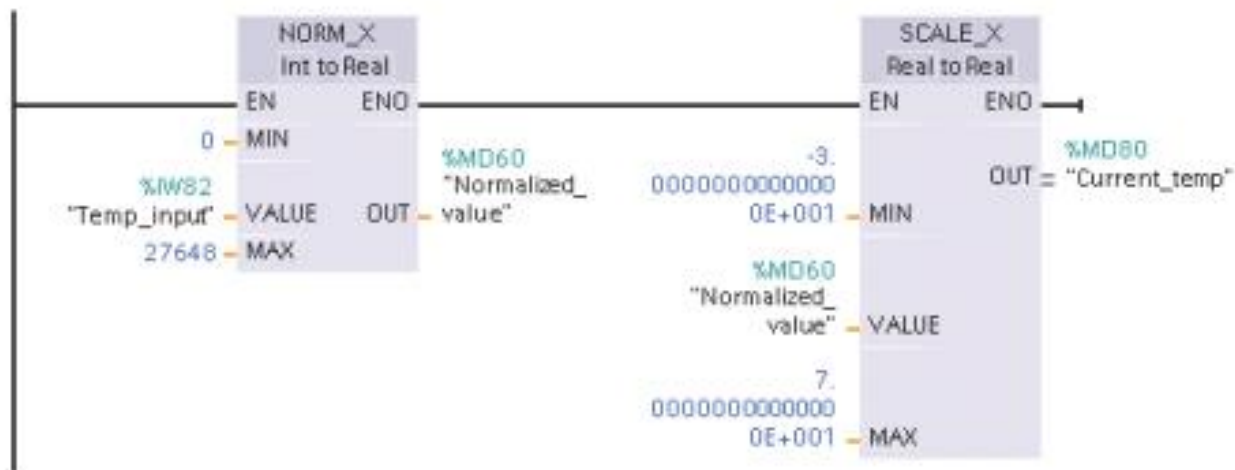 NORM_X
Int to Real
EN ENO
0 MIN
%IW82
"Temp_input" VALUE
27648 MAX
OUT
%MD60
"Normalized_
value"
SCALE_X
Real to Real
EN ENO
-3.
0000000000000
0E+001 MIN
%MD60
"Normalized_
value" VALUE
7.
0000000000000
0E+001 MAX
OUT
%MD80
"Current_temp"